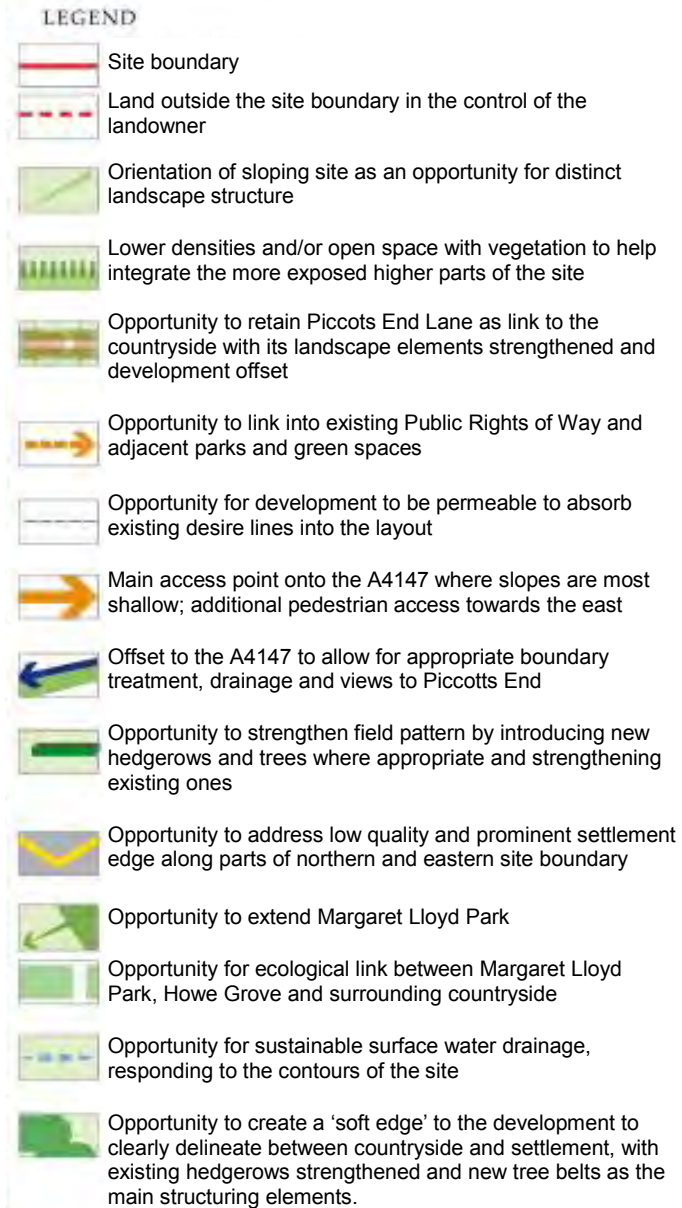 LEGEND
Site boundary
Land outside the site boundary in the control of the
landowner
Orientation of sloping site as an opportunity for distinct
landscape structure
Lower densities and/or open space with vegetation to help
integrate the more exposed higher parts of the site
Opportunity to retain Piccots End Lane as link to the
countryside with its landscape elements strengthened and
development offset
Opportunity to link into existing Public Rights of Way and
adjacent parks and green spaces
Opportunity for development to be permeable to absorb
existing desire lines into the layout
Main access point onto the A4147 where slopes are most
shallow; additional pedestrian access towards the east
Offset to the A4147 to allow for appropriate boundary
treatment, drainage and views to Piccotts End
Opportunity to strengthen field pattern by introducing new
hedgerows and trees where appropriate and strengthening
existing ones
Opportunity to address low quality and prominent settlement
edge along parts of northern and eastern site boundary
Opportunity to extend Margaret Lloyd Park
Opportunity for ecological link between Margaret Lloyd
Park, Howe Grove and surrounding countryside
Opportunity for sustainable surface water drainage,
responding to the contours of the site
Opportunity to create a ‘soft edge’ to the development to
clearly delineate between countryside and settlement, with
existing hedgerows strengthened and new tree belts as the
main structuring elements.